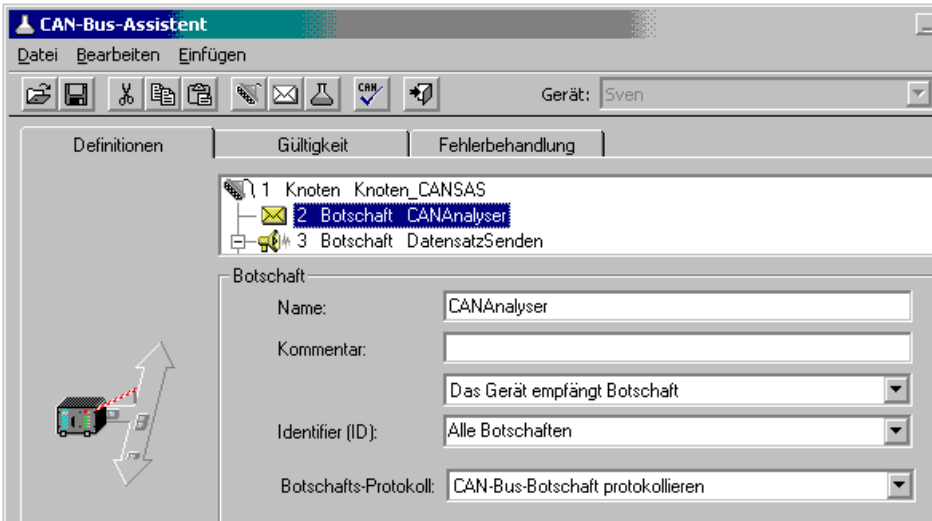 CAN-Bus-Assistent
Datei Bearbeiten Einfügen
CAN Gerät: Sven
Definitionen Gültigkeit Fehlerbehandlung
1 Knoten Knoten_CANSAS
2 Botschaft CANAnalyser
3 Botschaft DatensatzSenden
Botschaft
Name: CANAnalyser
Kommentar:
Das Gerät empfängt Botschaft
Identifier (ID): Alle Botschaften
Botschafts-Protokoll: CAN-Bus-Botschaft protokollieren